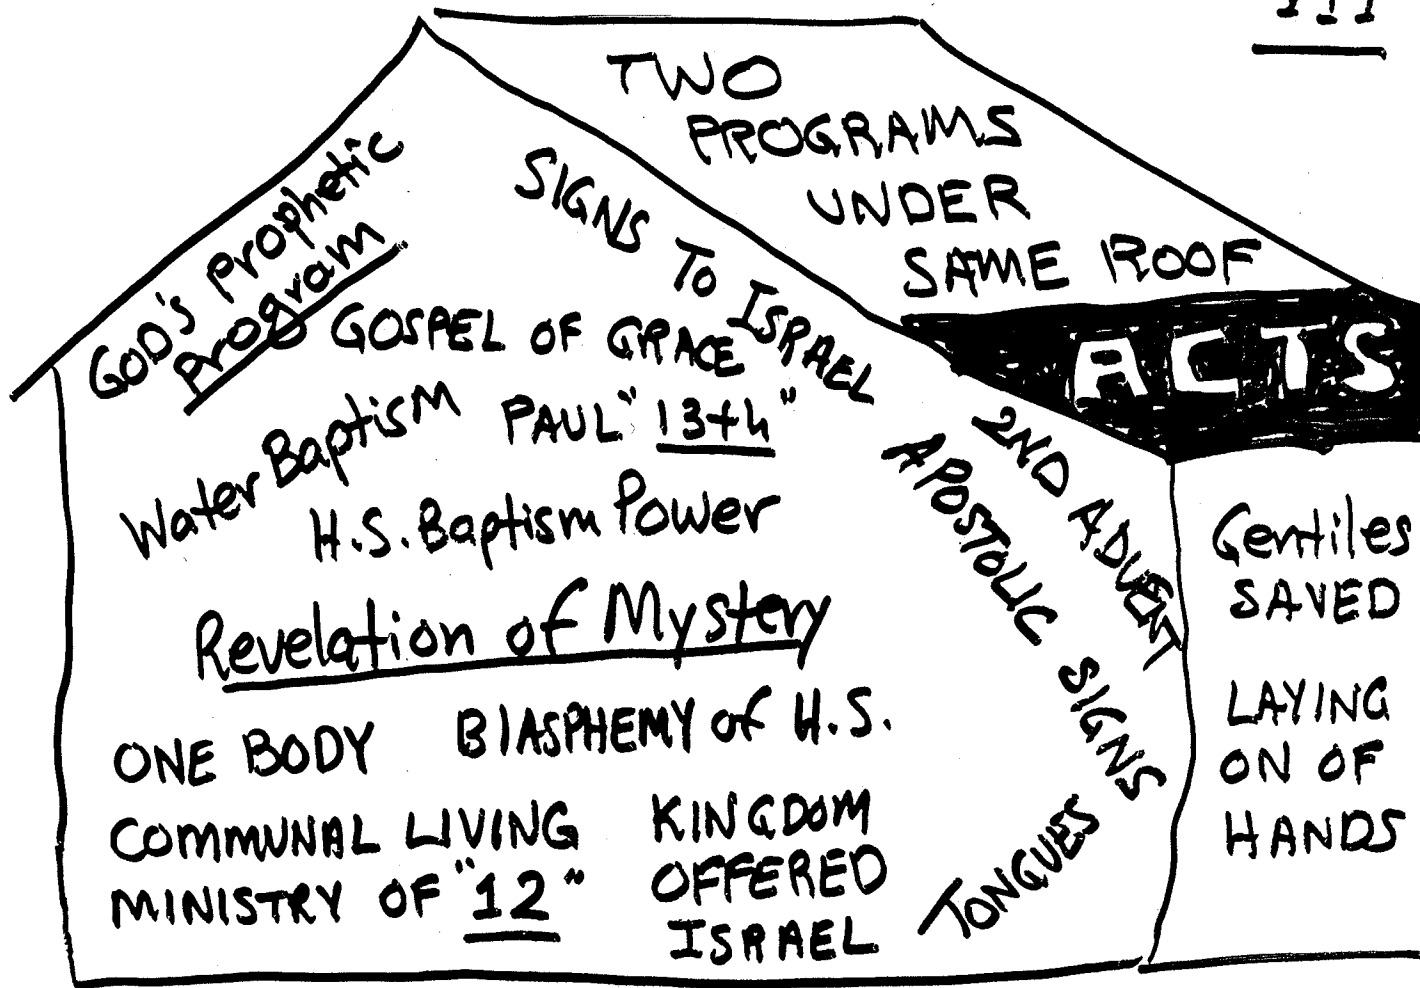 III
TWO
PROGRAMS
UNDER
SAME ROOF
ACTS
GOD'S Prophetic
Program
SIGNS TO ISRAEL
GOSPEL OF GRACE
Water Baptism
PAUL "13th"
H.S. Baptism Power
2ND ADVENT
APOSTOLIC SIGNS
Revelation of Mystery
ONE BODY
BlASPHEMY of H.S.
COMMUNAL LIVING
MINISTRY OF "12"
KINGDOM
OFFERED
ISRAEL
TONGUES
Gentiles
SAVED
LAYING
ON OF
HANDS